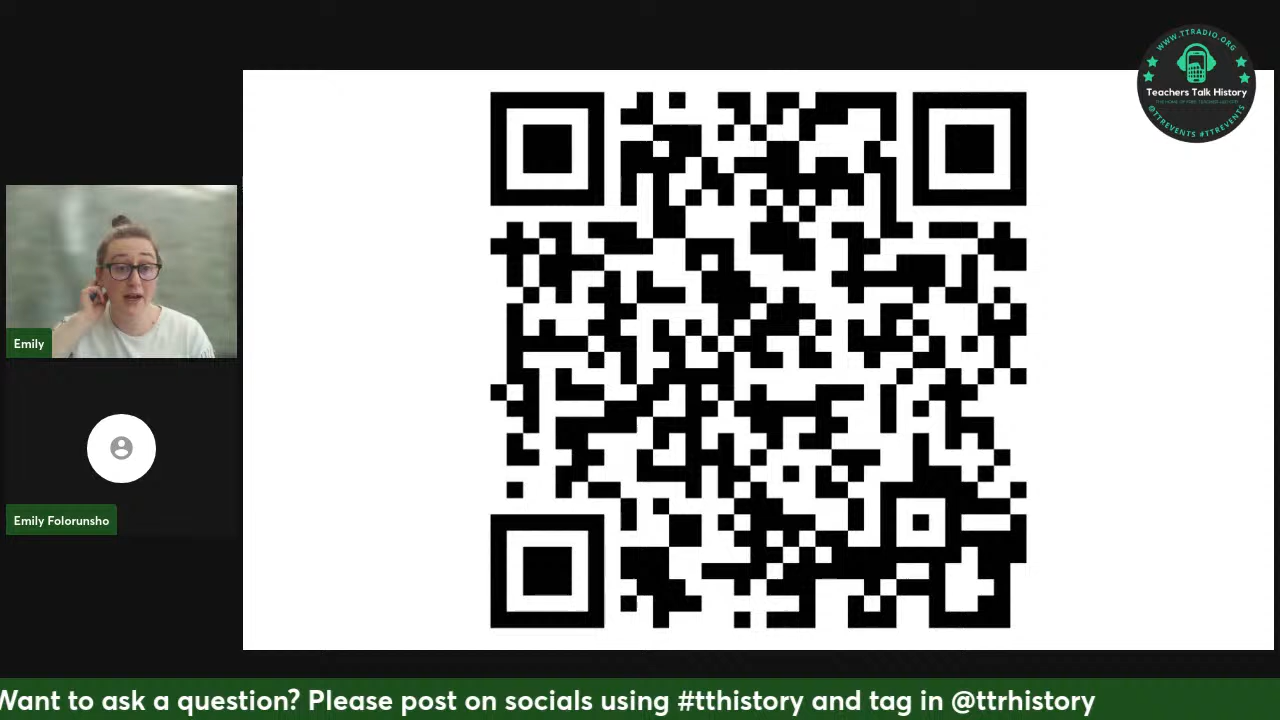 WWW.TTRADIO.ORG
Teachers Talk History
@TTREVENTS #TTREVENTS
Emily
Emily Folorunsho
Want to ask a question? Please post on socials using #tthistory and tag in @ttrhistory